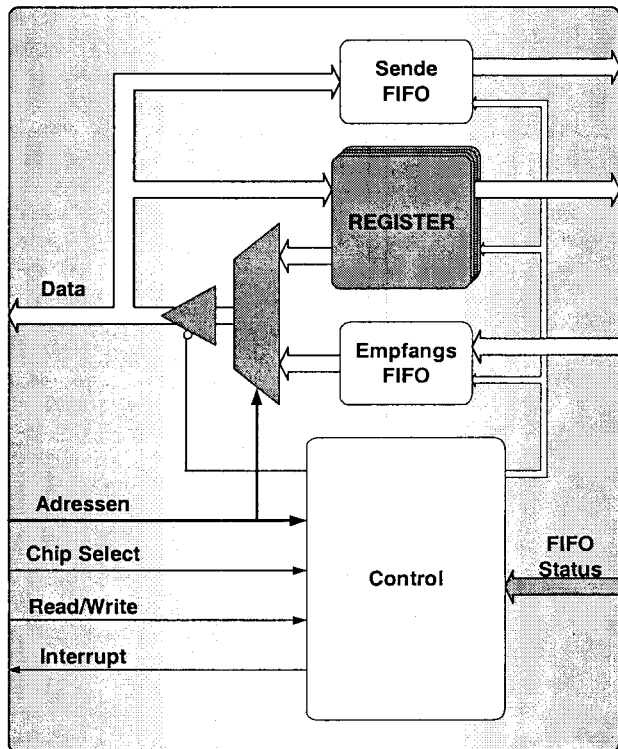 Sende
FIFO
REGISTER
Data
Empfangs
FIFO
Adressen
Chip Select
Read/Write
Interrupt
Control
FIFO
Status